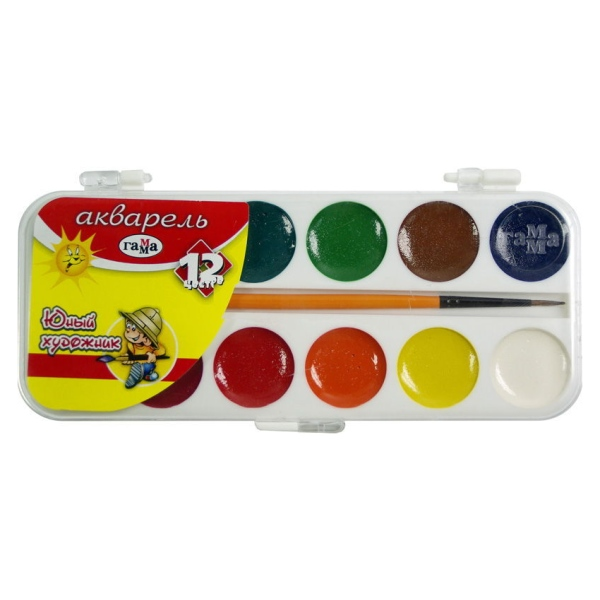 акварель
гамма
12
цветов
Юный
художник
гамма